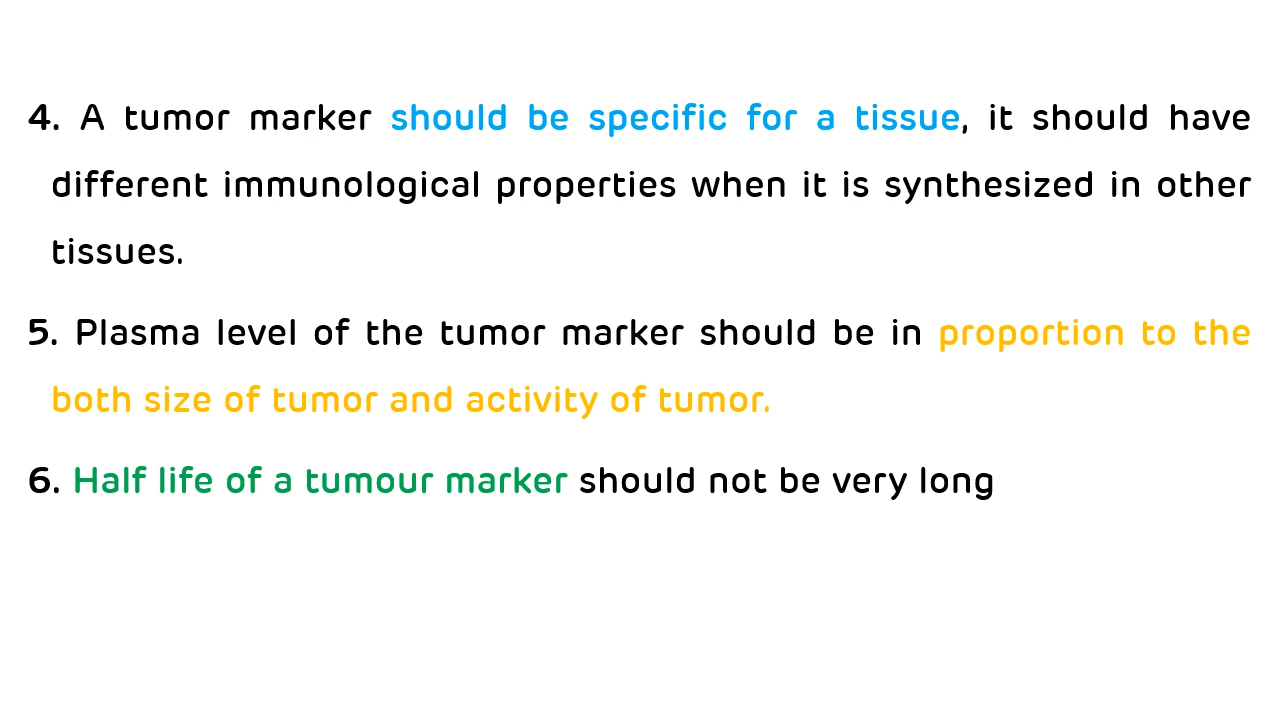 4. A tumor marker should be specific for a tissue, it should have
different immunological properties when it is synthesized in other
tissues.
5. Plasma level of the tumor marker should be in proportion to the
both size of tumor and activity of tumor.
6. Half life of a tumour marker should not be very long